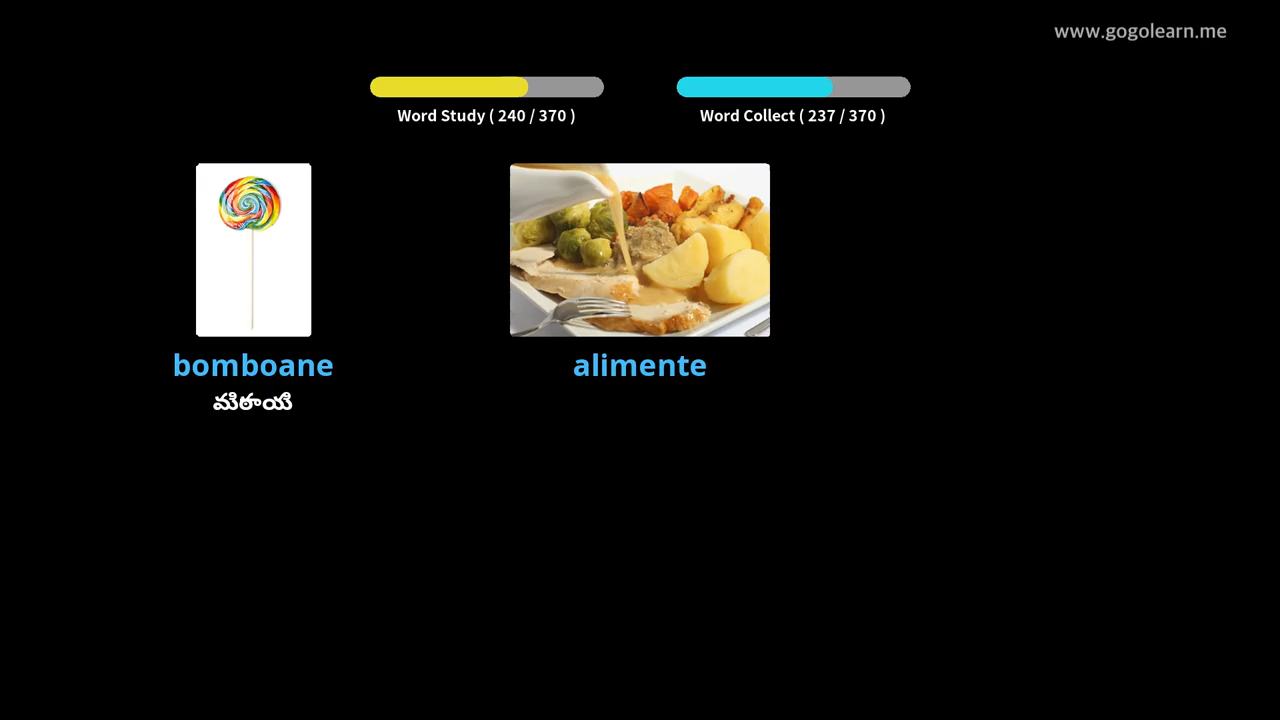 www.gogolearn.me
Word Study ( 240 / 370 )
Word Collect ( 237 / 370 )
bomboane
alimente
మిఠాయి